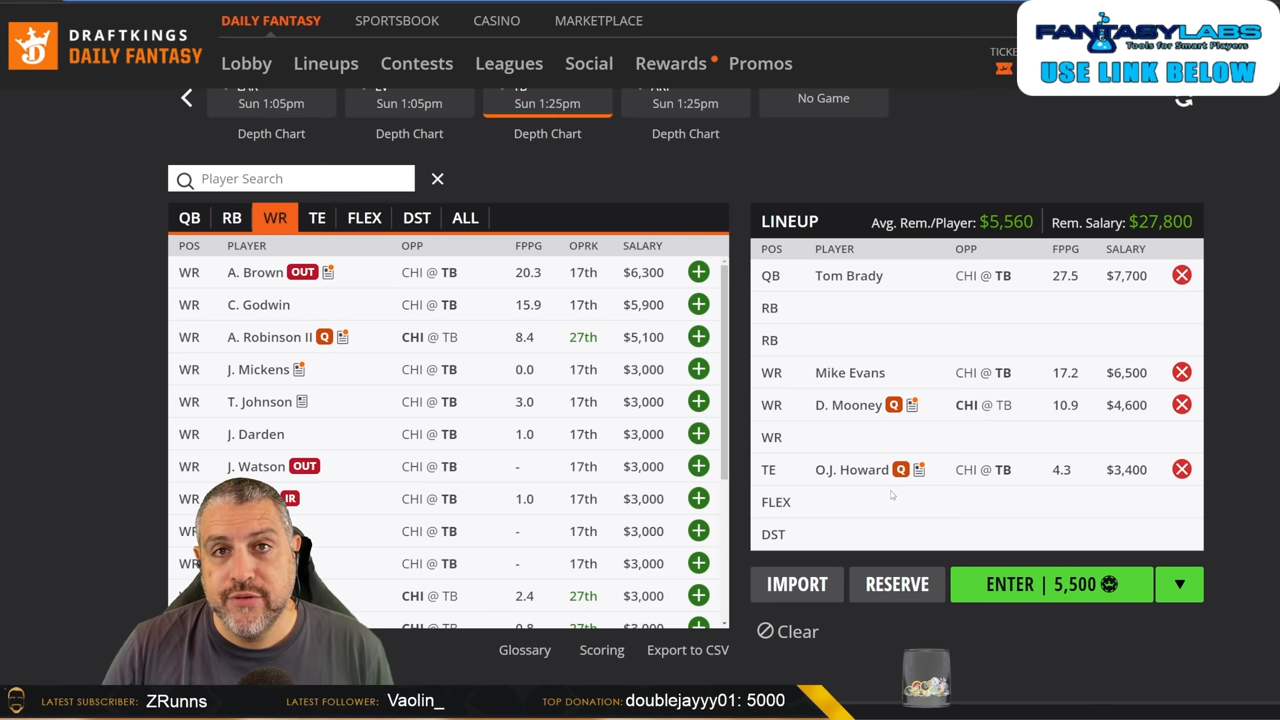 DAILY FANTASY SPORTSBOOK CASINO MARKETPLACE
DRAFTKINGS
DAILY FANTASY
Lobby Lineups Contests Leagues Social Rewards Promos
FANTASYLABS
Tools for Smart Players
USE LINK BELOW
Sun 1:05pm Sun 1:05pm Sun 1:25pm Sun 1:25pm No Game
Depth Chart Depth Chart Depth Chart Depth Chart
Player Search
QB RB WR TE FLEX DST ALL
POS PLAYER OPP FPPG OPRK SALARY
WR A. Brown OUT CHI @ TB 20.3 17th $6,300
WR C. Godwin CHI @ TB 15.9 17th $5,900
WR A. Robinson II Q CHI @ TB 8.4 27th $5,100
WR J. Mickens CHI @ TB 0.0 17th $3,000
WR T. Johnson CHI @ TB 3.0 17th $3,000
WR J. Darden CHI @ TB 1.0 17th $3,000
WR J. Watson OUT CHI @ TB - 17th $3,000
WR IR CHI @ TB 1.0 17th $3,000
WR CHI @ TB - 17th $3,000
WR CHI @ TB - 17th $3,000
CHI @ TB 2.4 27th $3,000
CHI @ TB 0.8 27th $3,000
LINEUP Avg. Rem./Player: $5,560 Rem. Salary: $27,800
POS PLAYER OPP FPPG SALARY
QB Tom Brady CHI @ TB 27.5 $7,700
RB
RB
WR Mike Evans CHI @ TB 17.2 $6,500
WR D. Mooney Q CHI @ TB 10.9 $4,600
WR
TE O.J. Howard Q CHI @ TB 4.3 $3,400
FLEX
DST
IMPORT RESERVE ENTER | 5,500
Clear
Glossary Scoring Export to CSV
LATEST SUBSCRIBER: ZRunns LATEST FOLLOWER: Vaolin_ TOP DONATION: doublejayyy01: 5000